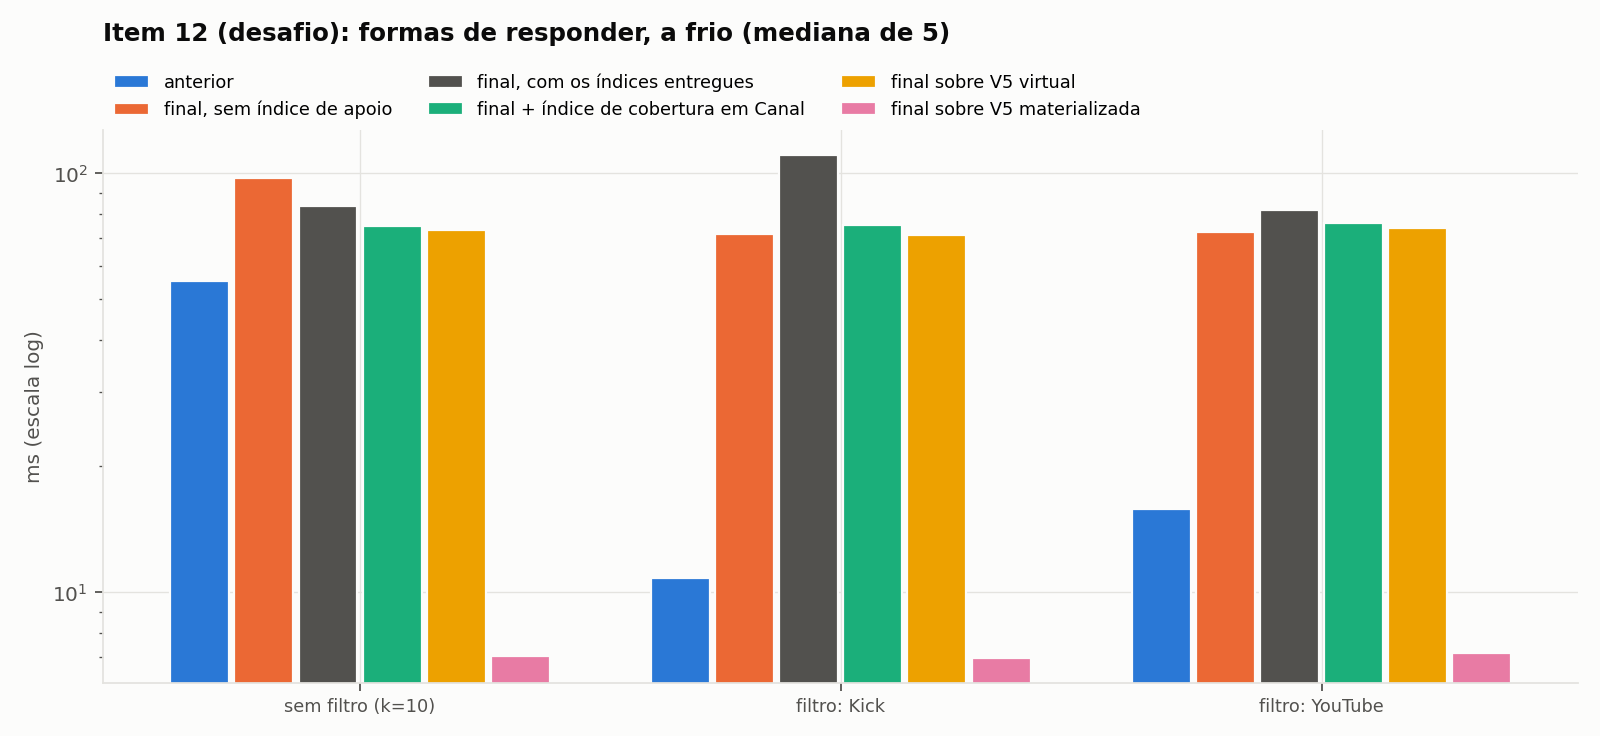 Item 12 (desafio): formas de responder, a frio (mediana de 5)
anterior
final, sem índice de apoio
final, com os índices entregues
final + índice de cobertura em Canal
final sobre V5 virtual
final sobre V5 materializada
ms (escala log)
10²
10¹
sem filtro (k=10)
filtro: Kick
filtro: YouTube